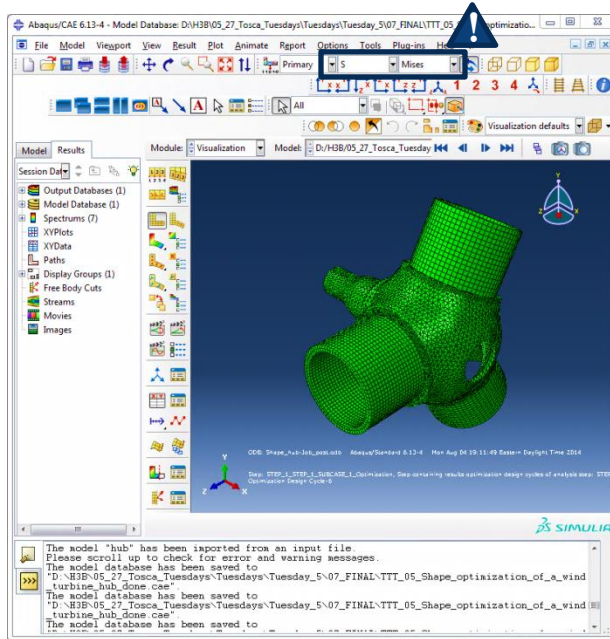 Abaqus/CAE 6.13-4 - Model Database: D:\H3B\05_27_Tosca_Tuesdays\Tuesdays\Tuesday_5\07_FINAL\TTT_05_
optimizatio...
File Model Viewport View Result Plot Animate Report Options Tools Plug-ins
Primary S Mises
1 2 3 4
All
Visualization defaults
Model Results
Module: Visualization Model: D:/H3B/05_27_Tosca_Tuesday
Session Dat
Output Databases (1)
Model Database (1)
Spectrums (7)
XYPlots
XYData
Paths
Display Groups (1)
Free Body Cuts
Streams
Movies
Images
Y
Z X
ODB: Shape_hub-Job_post.odb Abaqus/Standard 6.13-4 Mon Aug 04 19:11:49 Eastern Daylight Time 2014
Step: STEP_1_STEP_1_SUBCASE_1_Optimization, Step containing results optimization design cycles of analysis step: STE
Optimization Design Cycle-6
Y
Z X
SIMULIA
The model "hub" has been imported from an input file.
Please scroll up to check for error and warning messages.
The model database has been saved to
"D:\H3B\05_27_Tosca_Tuesdays\Tuesdays\Tuesday_5\07_FINAL\TTT_05_Shape_optimization_of_a_wind
_turbine_hub_done.cae".
The model database has been saved to
"D:\H3B\05_27_Tosca_Tuesdays\Tuesdays\Tuesday_5\07_FINAL\TTT_05_Shape_optimization_of_a_wind
_turbine_hub_done.cae".
The model database has been saved to